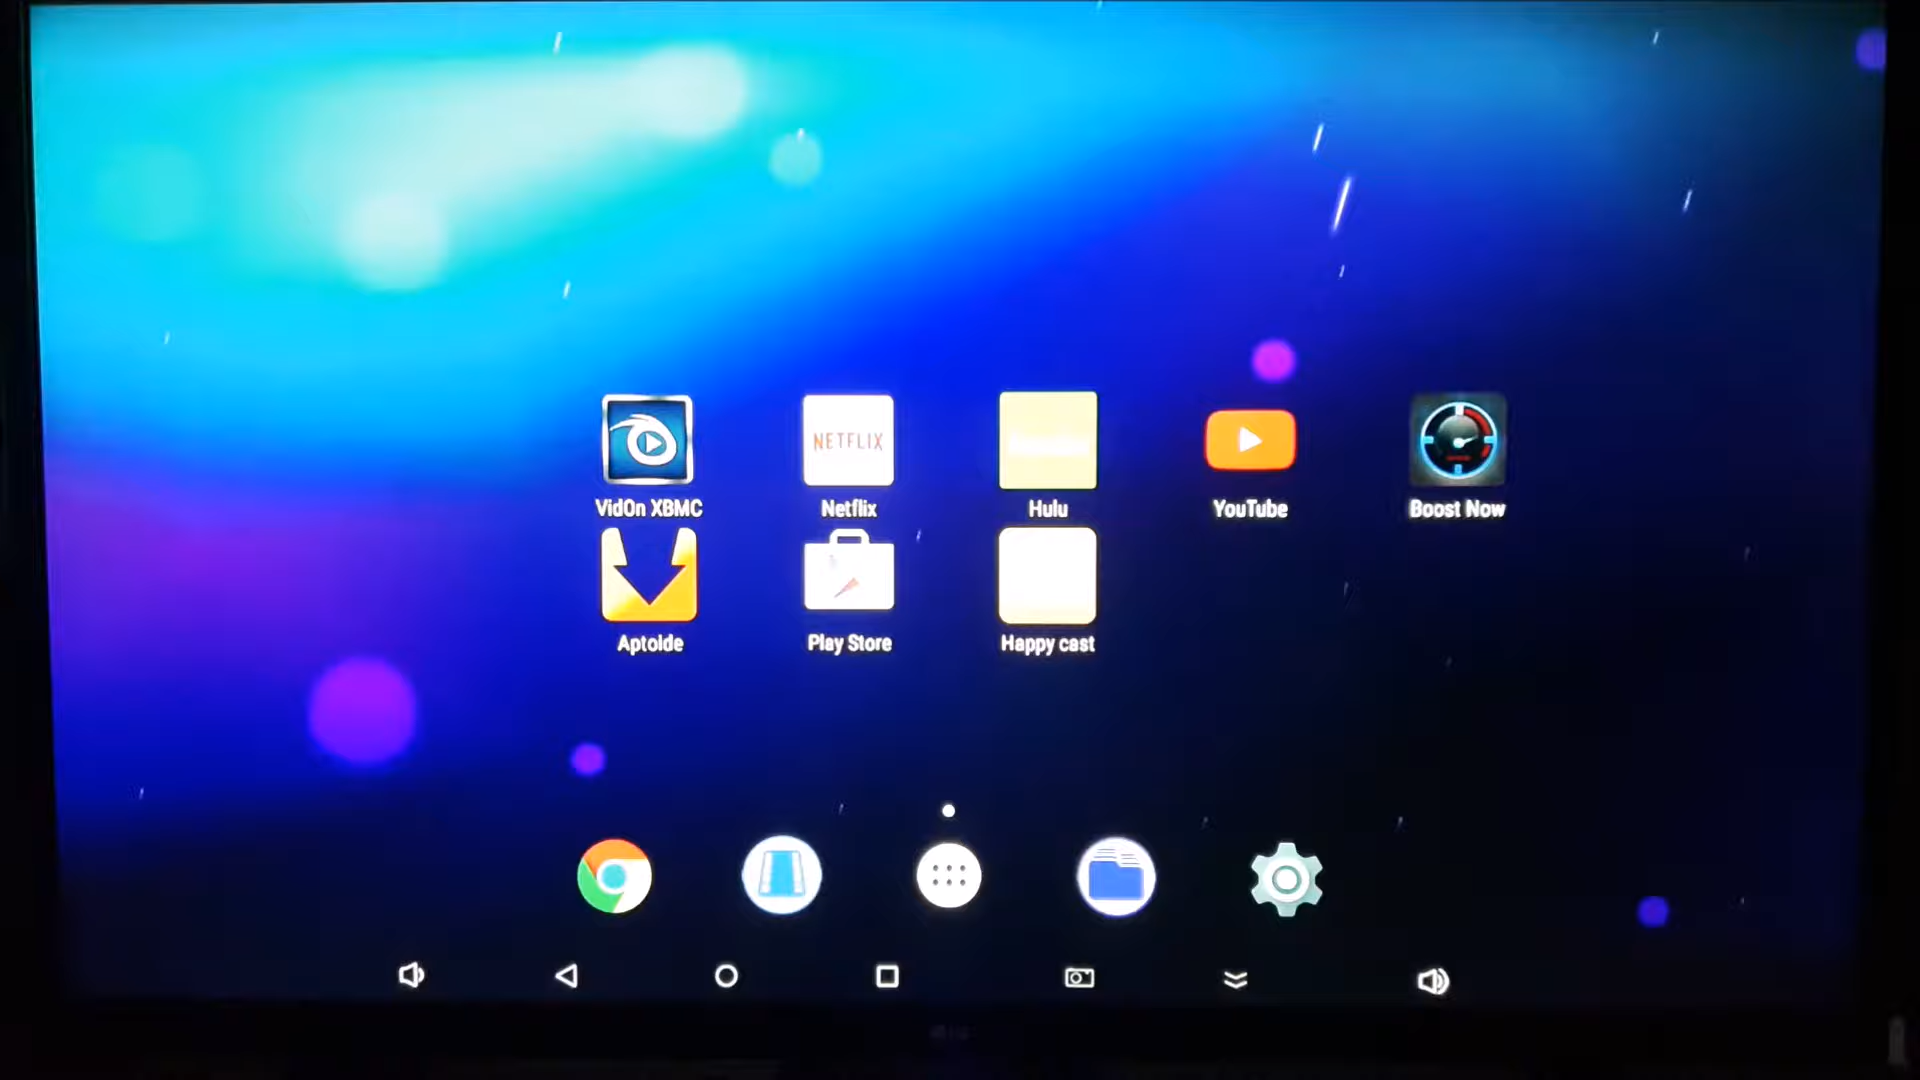 NETFLIX
VidOn XBMC
Netflix
Hulu
YouTube
Boost Now
Aptoide
Play Store
Happy cast